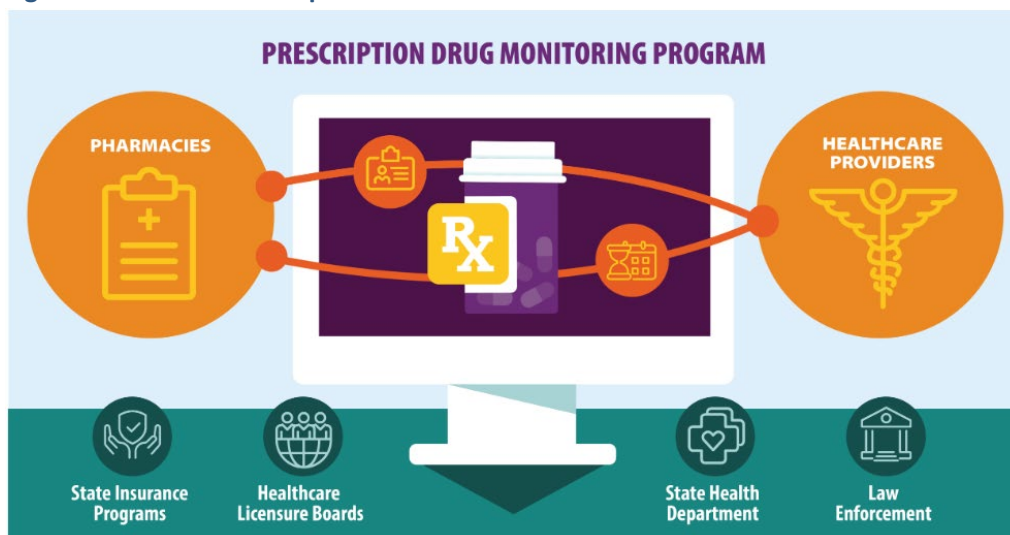 PRESCRIPTION DRUG MONITORING PROGRAM
PHARMACIES
HEALTHCARE
PROVIDERS
Rx
State Insurance
Programs
Healthcare
Licensure Boards
State Health
Department
Law
Enforcement